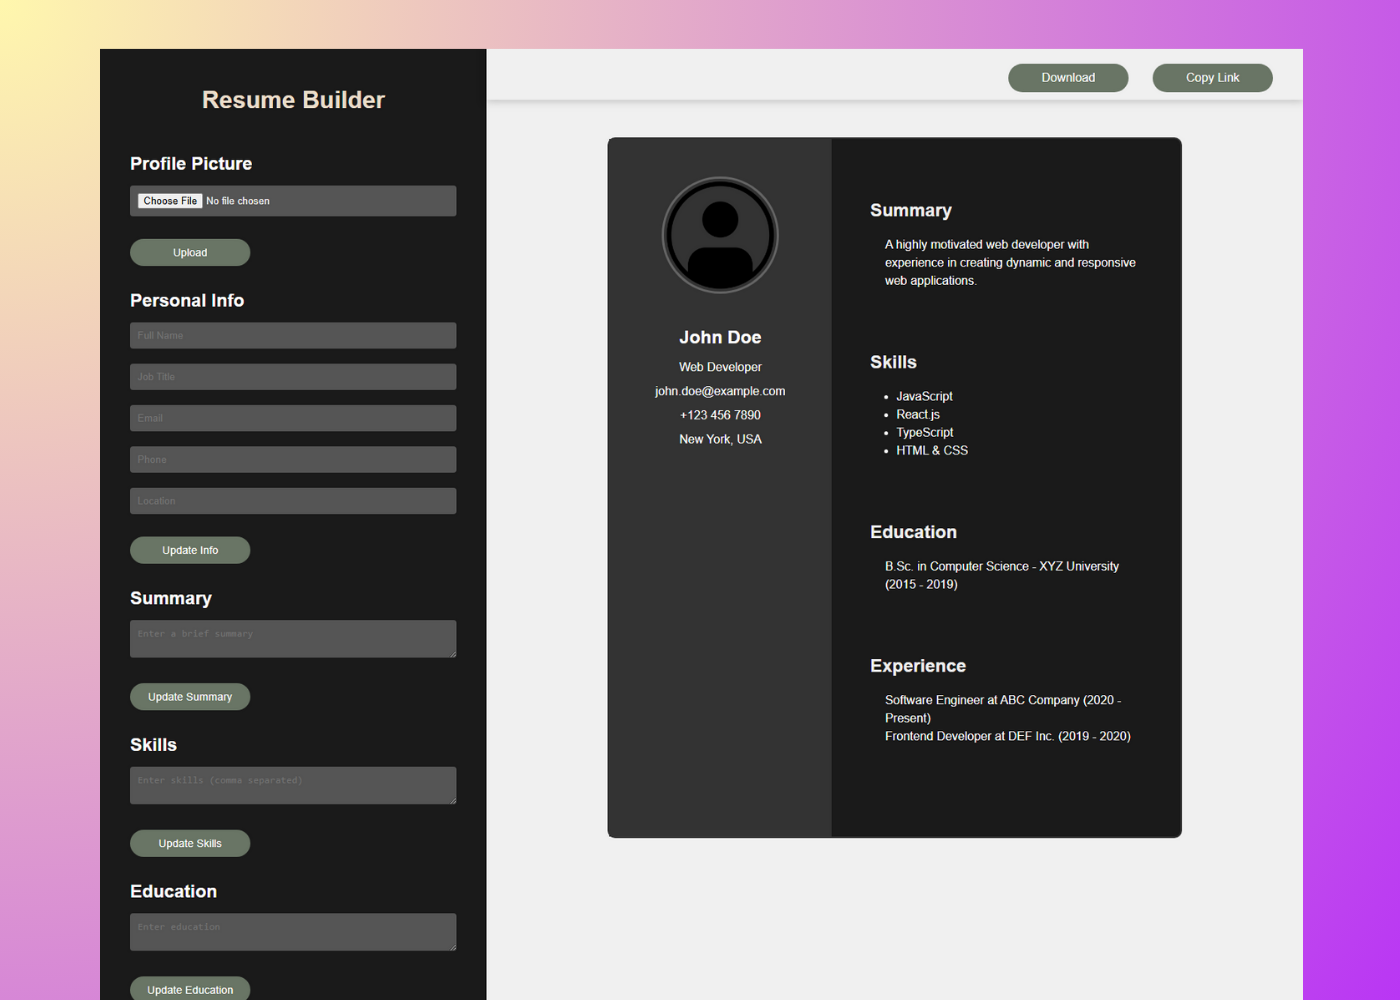 Resume Builder
Profile Picture
Choose File No file chosen
Upload
Personal Info
Full Name
Job Title
Email
Phone
Location
Update Info
Summary
Enter a brief summary
Update Summary
Skills
Enter skills (comma separated)
Update Skills
Education
Enter education
Update Education
Download
Copy Link
John Doe
Web Developer
john.doe@example.com
+123 456 7890
New York, USA
Summary
A highly motivated web developer with
experience in creating dynamic and responsive
web applications.
Skills
• JavaScript
• React.js
• TypeScript
• HTML & CSS
Education
B.Sc. in Computer Science - XYZ University
(2015 - 2019)
Experience
Software Engineer at ABC Company (2020 -
Present)
Frontend Developer at DEF Inc. (2019 - 2020)